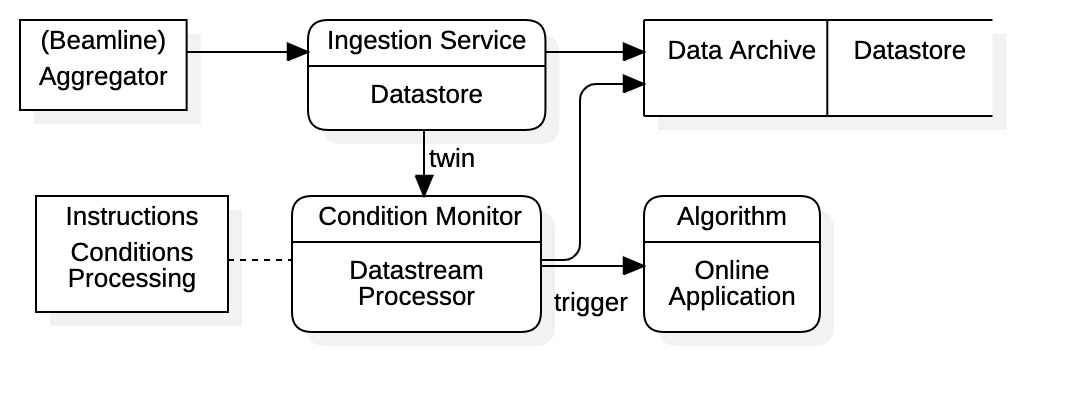 (Beamline)
Aggregator
Ingestion Service
Datastore
Data Archive
Datastore
twin
Instructions
Conditions
Processing
Condition Monitor
Datastream
Processor
trigger
Algorithm
Online
Application